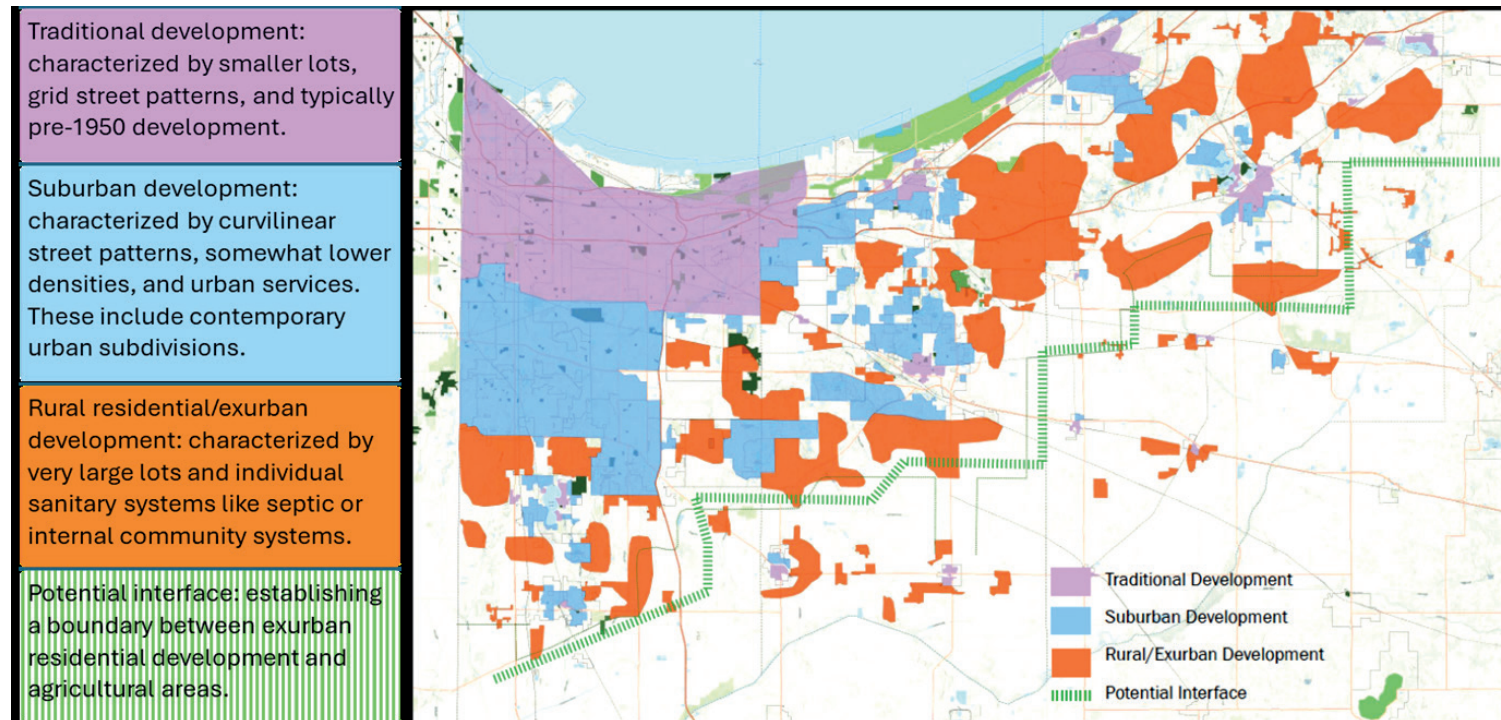 Traditional development:
characterized by smaller lots,
grid street patterns, and typically
pre-1950 development.
Suburban development:
characterized by curvilinear
street patterns, somewhat lower
densities, and urban services.
These include contemporary
urban subdivisions.
Rural residential/exurban
development: characterized by
very large lots and individual
sanitary systems like septic or
internal community systems.
Potential interface: establishing
a boundary between exurban
residential development and
agricultural areas.
Traditional Development
Suburban Development
Rural/Exurban Development
Potential Interface